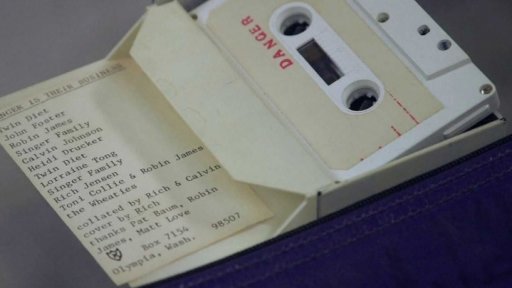 DANGER
NGER IN THEIR BUSINESS
Twin Diet
John Foster
Robin James
Singer Family
Calvin Johnson
Heidi Drucker
Twin Diet
Lorraine Tong
Singer Family
Rich Jensen
Toni Collie & Robin James
the Wheaties
collated by Rich & Calvin
cover by Rich
thanks Pat Baum, Robin
James, Matt Love
Box 7154
Olympia, Wash. 98507